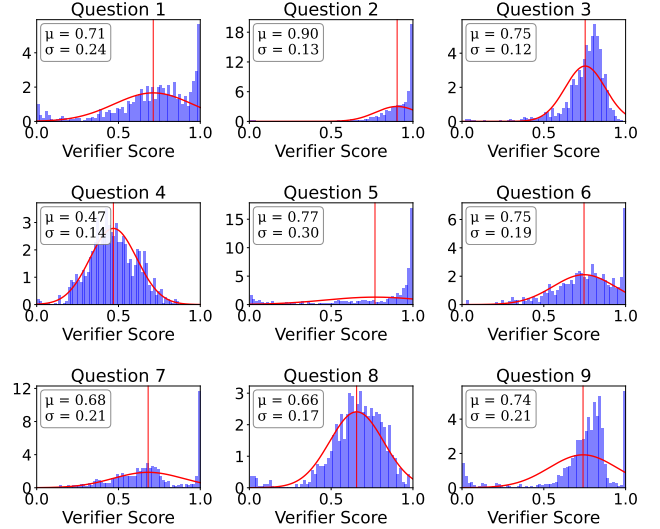 Question 1
μ = 0.71
σ = 0.24
0
2
4
0.0
0.5
1.0
Verifier Score
Question 2
μ = 0.90
σ = 0.13
0
6
12
18
0.0
0.5
1.0
Verifier Score
Question 3
μ = 0.75
σ = 0.12
0
2
4
0.0
0.5
1.0
Verifier Score
Question 4
μ = 0.47
σ = 0.14
0
1
2
3
0.0
0.5
1.0
Verifier Score
Question 5
μ = 0.77
σ = 0.30
0
5
10
15
0.0
0.5
1.0
Verifier Score
Question 6
μ = 0.75
σ = 0.19
0
2
4
6
0.0
0.5
1.0
Verifier Score
Question 7
μ = 0.68
σ = 0.21
0
4
8
12
0.0
0.5
1.0
Verifier Score
Question 8
μ = 0.66
σ = 0.17
0
1
2
3
0.0
0.5
1.0
Verifier Score
Question 9
μ = 0.74
σ = 0.21
0
2
4
0.0
0.5
1.0
Verifier Score